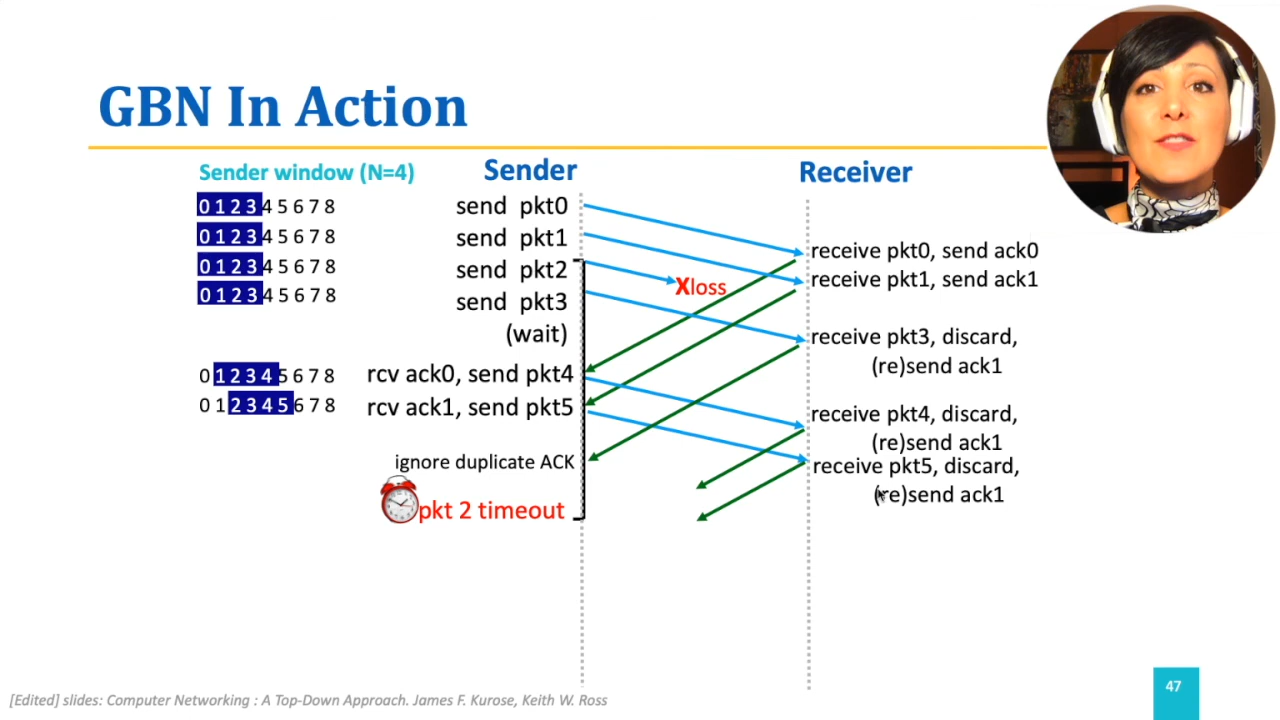 GBN In Action
Sender window (N=4)
Sender
Receiver
0 1 2 3 4 5 6 7 8
send pkt0
0 1 2 3 4 5 6 7 8
send pkt1
0 1 2 3 4 5 6 7 8
send pkt2
0 1 2 3 4 5 6 7 8
send pkt3
(wait)
Xloss
receive pkt0, send ack0
receive pkt1, send ack1
receive pkt3, discard,
(re)send ack1
0 1 2 3 4 5 6 7 8
rcv ack0, send pkt4
0 1 2 3 4 5 6 7 8
rcv ack1, send pkt5
receive pkt4, discard,
(re)send ack1
ignore duplicate ACK
receive pkt5, discard,
(re)send ack1
pkt 2 timeout
[Edited] slides: Computer Networking : A Top-Down Approach. James F. Kurose, Keith W. Ross
47